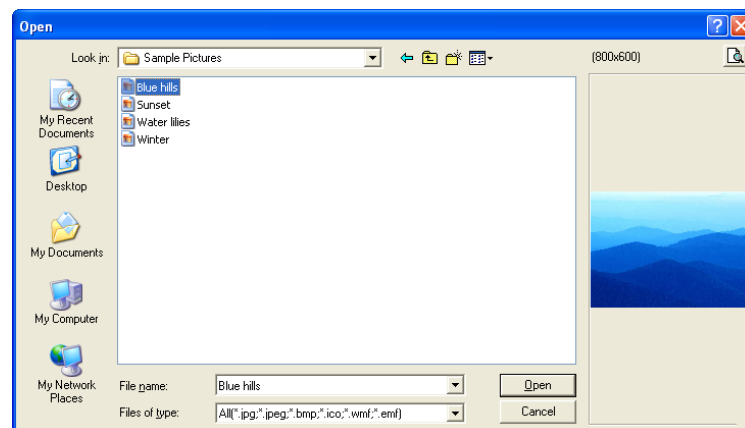 Open
Look in: Sample Pictures (800x600)
Blue hills
Sunset
Water lilies
Winter
My Recent
Documents
Desktop
My Documents
My Computer
My Network
Places
File name: Blue hills Open
Files of type: All(*.jpg;*.jpeg;*.bmp;*.ico;*.wmf;*.emf) Cancel